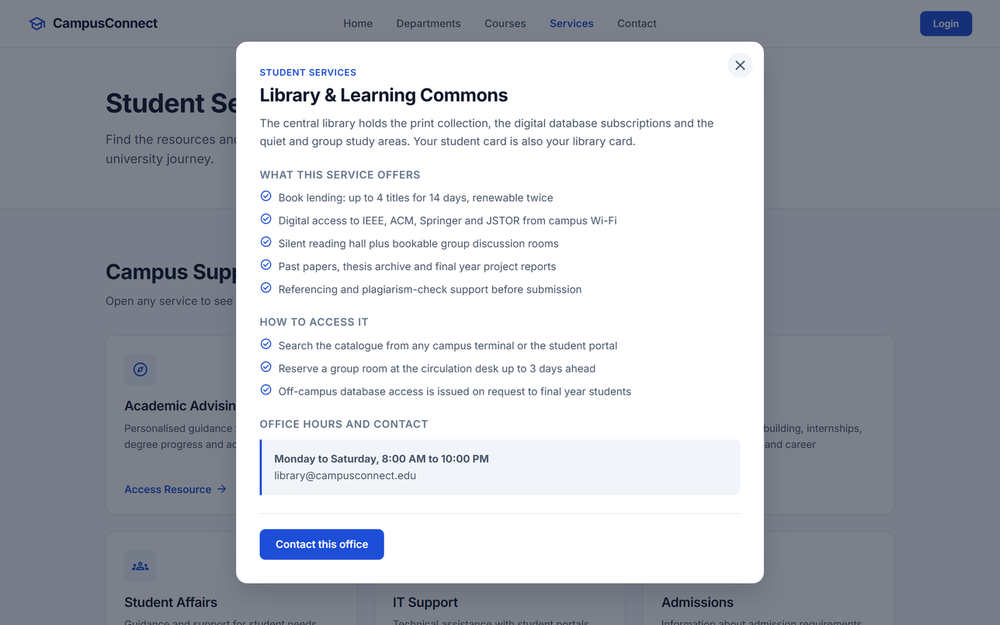 CampusConnect
Home
Departments
Courses
Services
Contact
Login
Student Se
Find the resources and
university journey.
STUDENT SERVICES
Library & Learning Commons
The central library holds the print collection, the digital database subscriptions and the
quiet and group study areas. Your student card is also your library card.
WHAT THIS SERVICE OFFERS
Book lending: up to 4 titles for 14 days, renewable twice
Digital access to IEEE, ACM, Springer and JSTOR from campus Wi-Fi
Silent reading hall plus bookable group discussion rooms
Past papers, thesis archive and final year project reports
Referencing and plagiarism-check support before submission
HOW TO ACCESS IT
Search the catalogue from any campus terminal or the student portal
Reserve a group room at the circulation desk up to 3 days ahead
Off-campus database access is issued on request to final year students
OFFICE HOURS AND CONTACT
Monday to Saturday, 8:00 AM to 10:00 PM
library@campusconnect.edu
Contact this office
Campus Supp
Open any service to see
Academic Advisin
Personalised guidance
degree progress and ac
Access Resource
building, internships,
and career
Student Affairs
Guidance and support for student needs
IT Support
Technical assistance with student portals
Admissions
Information about admission requirements